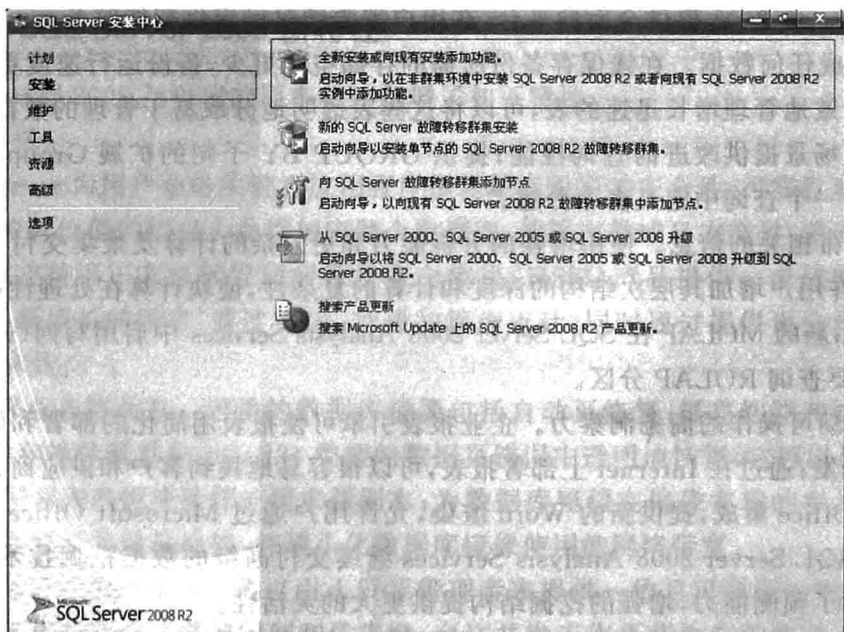 SQL Server 安装中心
计划
安装
维护
工具
资源
高级
选项
全新安装或向现有安装添加功能。
启动向导，以在非群集环境中安装 SQL Server 2008 R2 或者向现有 SQL Server 2008 R2
实例中添加功能。
新的 SQL Server 故障转移群集安装
启动向导以安装单节点的 SQL Server 2008 R2 故障转移群集。
向 SQL Server 故障转移群集添加节点
启动向导，以向现有 SQL Server 2008 R2 故障转移群集中添加节点。
从 SQL Server 2000、SQL Server 2005 或 SQL Server 2008 升级
启动向导以将 SQL Server 2000、SQL Server 2005 或 SQL Server 2008 升级到 SQL
Server 2008 R2。
搜索产品更新
搜索 Microsoft Update 上的 SQL Server 2008 R2 产品更新。
Microsoft
SQL Server 2008 R2